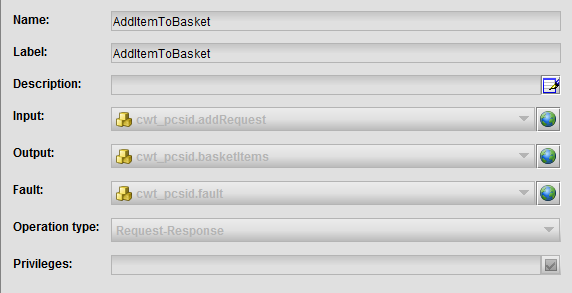 Name: AddItemToBasket
Label: AddItemToBasket
Description:
Input: cwt_pcsid.addRequest
Output: cwt_pcsid.basketItems
Fault: cwt_pcsid.fault
Operation type: Request-Response
Privileges: